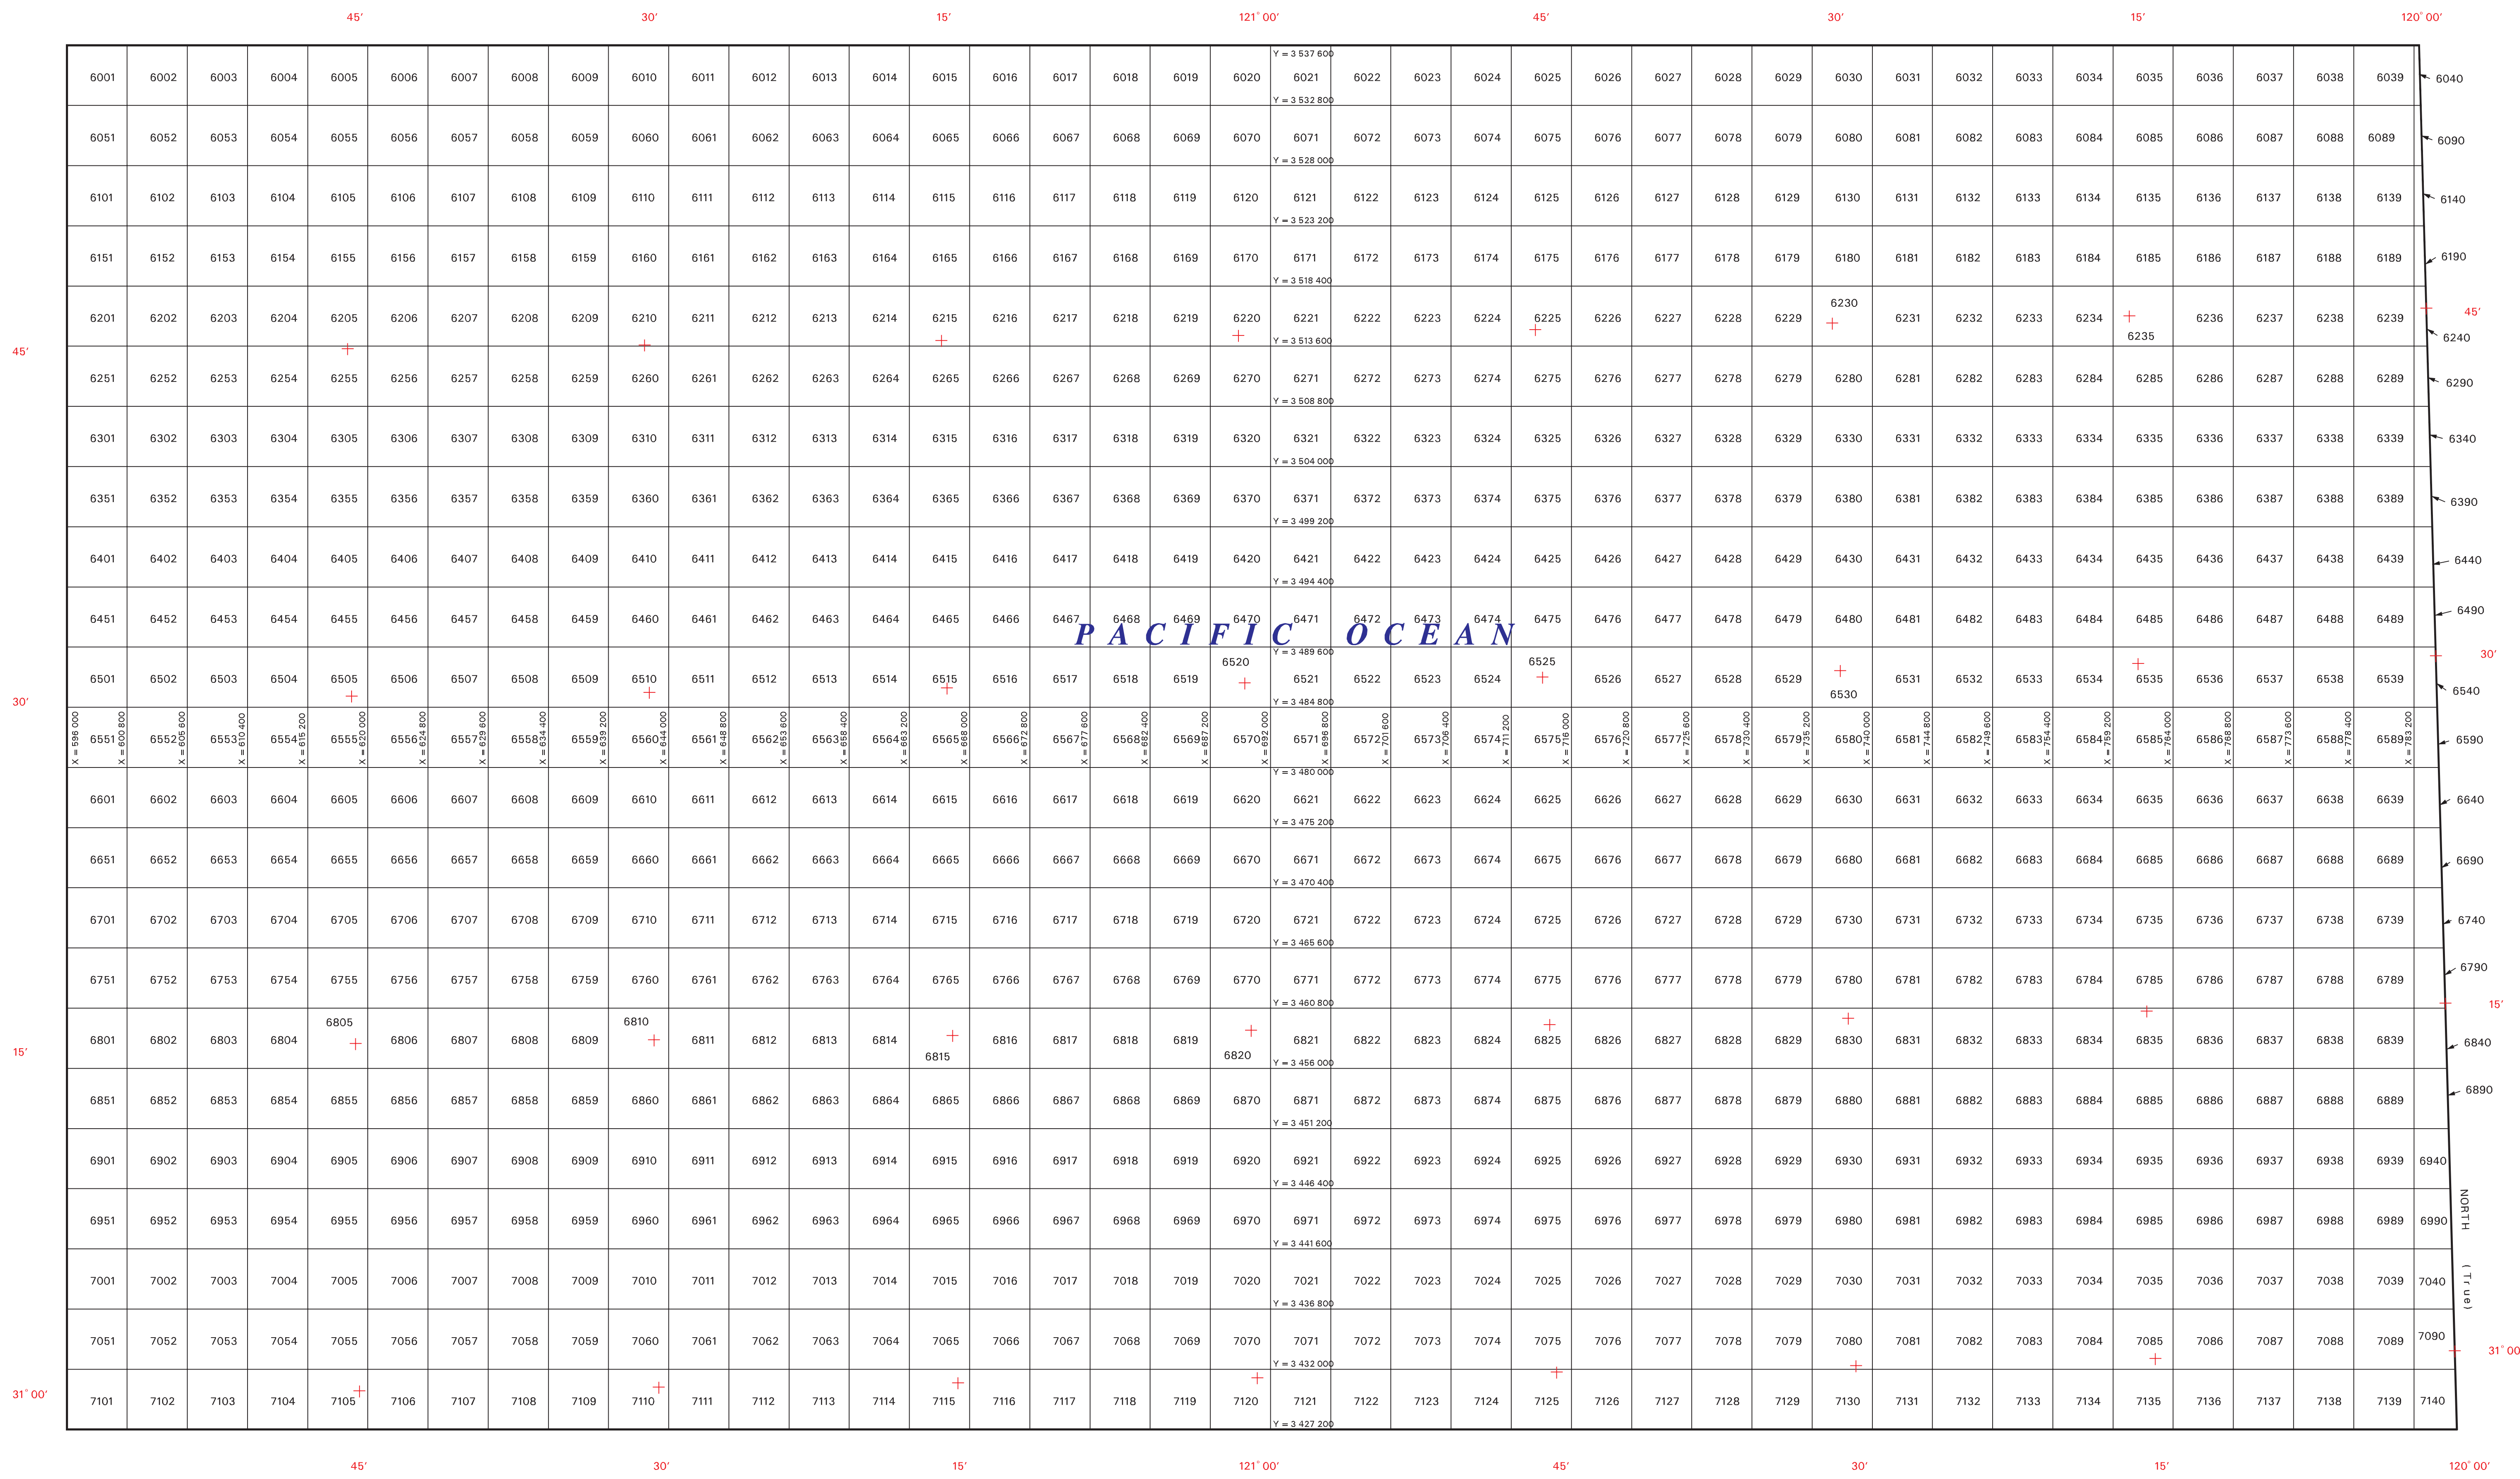 45' 30' 15' 121° 00' 45' 30' 15' 120° 00'
Y = 3 537 600
6001 6002 6003 6004 6005 6006 6007 6008 6009 6010 6011 6012 6013 6014 6015 6016 6017 6018 6019 6020 6021 6022 6023 6024 6025 6026 6027 6028 6029 6030 6031 6032 6033 6034 6035 6036 6037 6038 6039 6040
Y = 3 532 800
6051 6052 6053 6054 6055 6056 6057 6058 6059 6060 6061 6062 6063 6064 6065 6066 6067 6068 6069 6070 6071 6072 6073 6074 6075 6076 6077 6078 6079 6080 6081 6082 6083 6084 6085 6086 6087 6088 6089 6090
Y = 3 528 000
6101 6102 6103 6104 6105 6106 6107 6108 6109 6110 6111 6112 6113 6114 6115 6116 6117 6118 6119 6120 6121 6122 6123 6124 6125 6126 6127 6128 6129 6130 6131 6132 6133 6134 6135 6136 6137 6138 6139 6140
Y = 3 523 200
6151 6152 6153 6154 6155 6156 6157 6158 6159 6160 6161 6162 6163 6164 6165 6166 6167 6168 6169 6170 6171 6172 6173 6174 6175 6176 6177 6178 6179 6180 6181 6182 6183 6184 6185 6186 6187 6188 6189 6190
Y = 3 518 400
6201 6202 6203 6204 6205 6206 6207 6208 6209 6210 6211 6212 6213 6214 6215 6216 6217 6218 6219 6220 6221 6222 6223 6224 6225 6226 6227 6228 6229 6230 6231 6232 6233 6234 6235 6236 6237 6238 6239 6240
45'
Y = 3 513 600
45'
6251 6252 6253 6254 6255 6256 6257 6258 6259 6260 6261 6262 6263 6264 6265 6266 6267 6268 6269 6270 6271 6272 6273 6274 6275 6276 6277 6278 6279 6280 6281 6282 6283 6284 6285 6286 6287 6288 6289 6290
Y = 3 508 800
6301 6302 6303 6304 6305 6306 6307 6308 6309 6310 6311 6312 6313 6314 6315 6316 6317 6318 6319 6320 6321 6322 6323 6324 6325 6326 6327 6328 6329 6330 6331 6332 6333 6334 6335 6336 6337 6338 6339 6340
Y = 3 504 000
6351 6352 6353 6354 6355 6356 6357 6358 6359 6360 6361 6362 6363 6364 6365 6366 6367 6368 6369 6370 6371 6372 6373 6374 6375 6376 6377 6378 6379 6380 6381 6382 6383 6384 6385 6386 6387 6388 6389 6390
Y = 3 499 200
6401 6402 6403 6404 6405 6406 6407 6408 6409 6410 6411 6412 6413 6414 6415 6416 6417 6418 6419 6420 6421 6422 6423 6424 6425 6426 6427 6428 6429 6430 6431 6432 6433 6434 6435 6436 6437 6438 6439 6440
Y = 3 494 400
6451 6452 6453 6454 6455 6456 6457 6458 6459 6460 6461 6462 6463 6464 6465 6466 6467 6468 6469 6470 6471 6472 6473 6474 6475 6476 6477 6478 6479 6480 6481 6482 6483 6484 6485 6486 6487 6488 6489 6490
PACIFIC OCEAN
Y = 3 489 600
30'
6501 6502 6503 6504 6505 6506 6507 6508 6509 6510 6511 6512 6513 6514 6515 6516 6517 6518 6519 6520 6521 6522 6523 6524 6525 6526 6527 6528 6529 6530 6531 6532 6533 6534 6535 6536 6537 6538 6539 6540
Y = 3 484 800
30'
6551 6552 6553 6554 6555 6556 6557 6558 6559 6560 6561 6562 6563 6564 6565 6566 6567 6568 6569 6570 6571 6572 6573 6574 6575 6576 6577 6578 6579 6580 6581 6582 6583 6584 6585 6586 6587 6588 6589 6590
X = 596 000 X = 600 800 X = 605 600 X = 610 400 X = 615 200 X = 620 000 X = 624 800 X = 629 600 X = 634 400 X = 639 200 X = 644 000 X = 648 800 X = 653 600 X = 658 400 X = 663 200 X = 668 000 X = 672 800 X = 677 600 X = 682 400 X = 687 200 X = 692 000 X = 696 800 X = 701 600 X = 706 400 X = 711 200 X = 716 000 X = 720 800 X = 725 600 X = 730 400 X = 735 200 X = 740 000 X = 744 800 X = 749 600 X = 754 400 X = 759 200 X = 764 000 X = 768 800 X = 773 600 X = 778 400 X = 783 200
Y = 3 480 000
6601 6602 6603 6604 6605 6606 6607 6608 6609 6610 6611 6612 6613 6614 6615 6616 6617 6618 6619 6620 6621 6622 6623 6624 6625 6626 6627 6628 6629 6630 6631 6632 6633 6634 6635 6636 6637 6638 6639 6640
Y = 3 475 200
6651 6652 6653 6654 6655 6656 6657 6658 6659 6660 6661 6662 6663 6664 6665 6666 6667 6668 6669 6670 6671 6672 6673 6674 6675 6676 6677 6678 6679 6680 6681 6682 6683 6684 6685 6686 6687 6688 6689 6690
Y = 3 470 400
6701 6702 6703 6704 6705 6706 6707 6708 6709 6710 6711 6712 6713 6714 6715 6716 6717 6718 6719 6720 6721 6722 6723 6724 6725 6726 6727 6728 6729 6730 6731 6732 6733 6734 6735 6736 6737 6738 6739 6740
Y = 3 465 600
6751 6752 6753 6754 6755 6756 6757 6758 6759 6760 6761 6762 6763 6764 6765 6766 6767 6768 6769 6770 6771 6772 6773 6774 6775 6776 6777 6778 6779 6780 6781 6782 6783 6784 6785 6786 6787 6788 6789 6790
Y = 3 460 800
15'
6801 6802 6803 6804 6805 6806 6807 6808 6809 6810 6811 6812 6813 6814 6815 6816 6817 6818 6819 6820 6821 6822 6823 6824 6825 6826 6827 6828 6829 6830 6831 6832 6833 6834 6835 6836 6837 6838 6839 6840
15'
Y = 3 456 000
6851 6852 6853 6854 6855 6856 6857 6858 6859 6860 6861 6862 6863 6864 6865 6866 6867 6868 6869 6870 6871 6872 6873 6874 6875 6876 6877 6878 6879 6880 6881 6882 6883 6884 6885 6886 6887 6888 6889 6890
Y = 3 451 200
6901 6902 6903 6904 6905 6906 6907 6908 6909 6910 6911 6912 6913 6914 6915 6916 6917 6918 6919 6920 6921 6922 6923 6924 6925 6926 6927 6928 6929 6930 6931 6932 6933 6934 6935 6936 6937 6938 6939 6940
Y = 3 446 400
6951 6952 6953 6954 6955 6956 6957 6958 6959 6960 6961 6962 6963 6964 6965 6966 6967 6968 6969 6970 6971 6972 6973 6974 6975 6976 6977 6978 6979 6980 6981 6982 6983 6984 6985 6986 6987 6988 6989 6990
NORTH (True)
Y = 3 441 600
7001 7002 7003 7004 7005 7006 7007 7008 7009 7010 7011 7012 7013 7014 7015 7016 7017 7018 7019 7020 7021 7022 7023 7024 7025 7026 7027 7028 7029 7030 7031 7032 7033 7034 7035 7036 7037 7038 7039 7040
Y = 3 436 800
7051 7052 7053 7054 7055 7056 7057 7058 7059 7060 7061 7062 7063 7064 7065 7066 7067 7068 7069 7070 7071 7072 7073 7074 7075 7076 7077 7078 7079 7080 7081 7082 7083 7084 7085 7086 7087 7088 7089 7090
31° 00
Y = 3 432 000
31° 00'
7101 7102 7103 7104 7105 7106 7107 7108 7109 7110 7111 7112 7113 7114 7115 7116 7117 7118 7119 7120 7121 7122 7123 7124 7125 7126 7127 7128 7129 7130 7131 7132 7133 7134 7135 7136 7137 7138 7139 7140
Y = 3 427 200
45' 30' 15' 121° 00' 45' 30' 15' 120° 00'